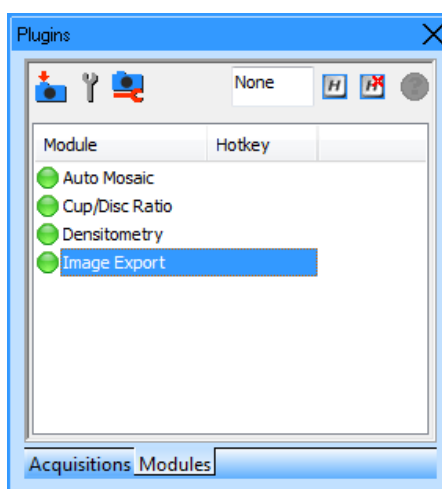 Plugins
None H H
Module Hotkey
Auto Mosaic
Cup/Disc Ratio
Densitometry
Image Export
Acquisitions Modules